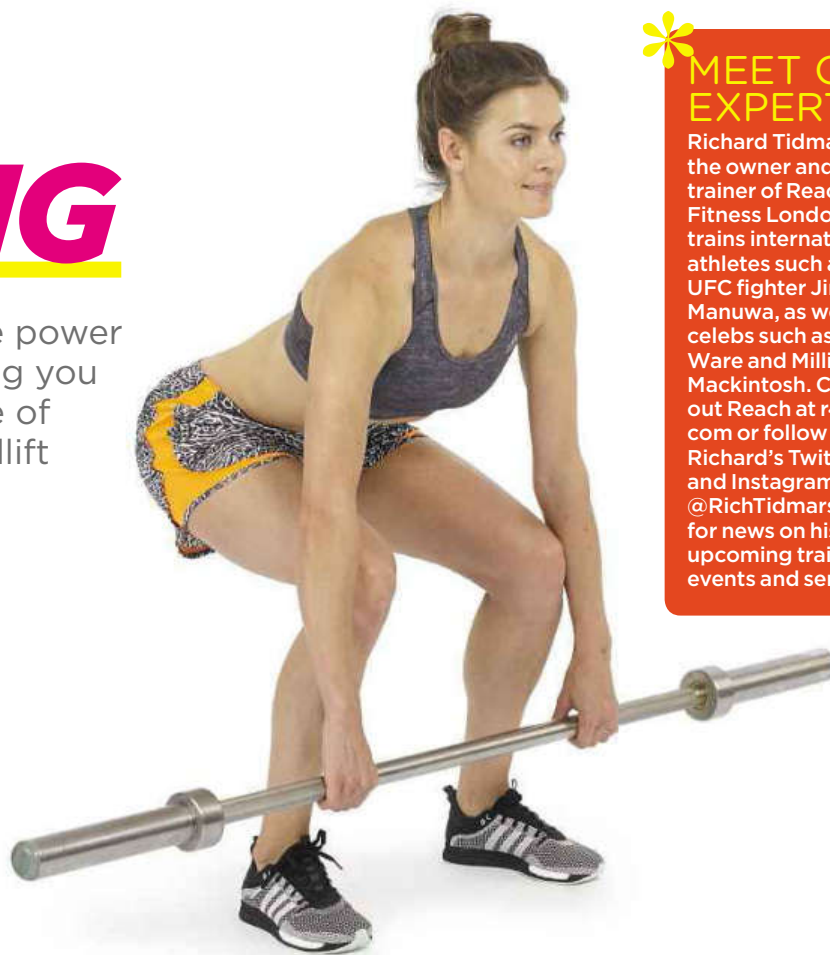 NG
e power
g you
e of
llift
MEET O
EXPERT
Richard Tidma
the owner and
trainer of Reac
Fitness Londo
trains internat
athletes such a
UFC fighter Ji
Manuwa, as we
celebs such as
Ware and Milli
Mackintosh. C
out Reach at r
com or follow
Richard's Twit
and Instagram
@RichTidmars
for news on his
upcoming trai
events and se